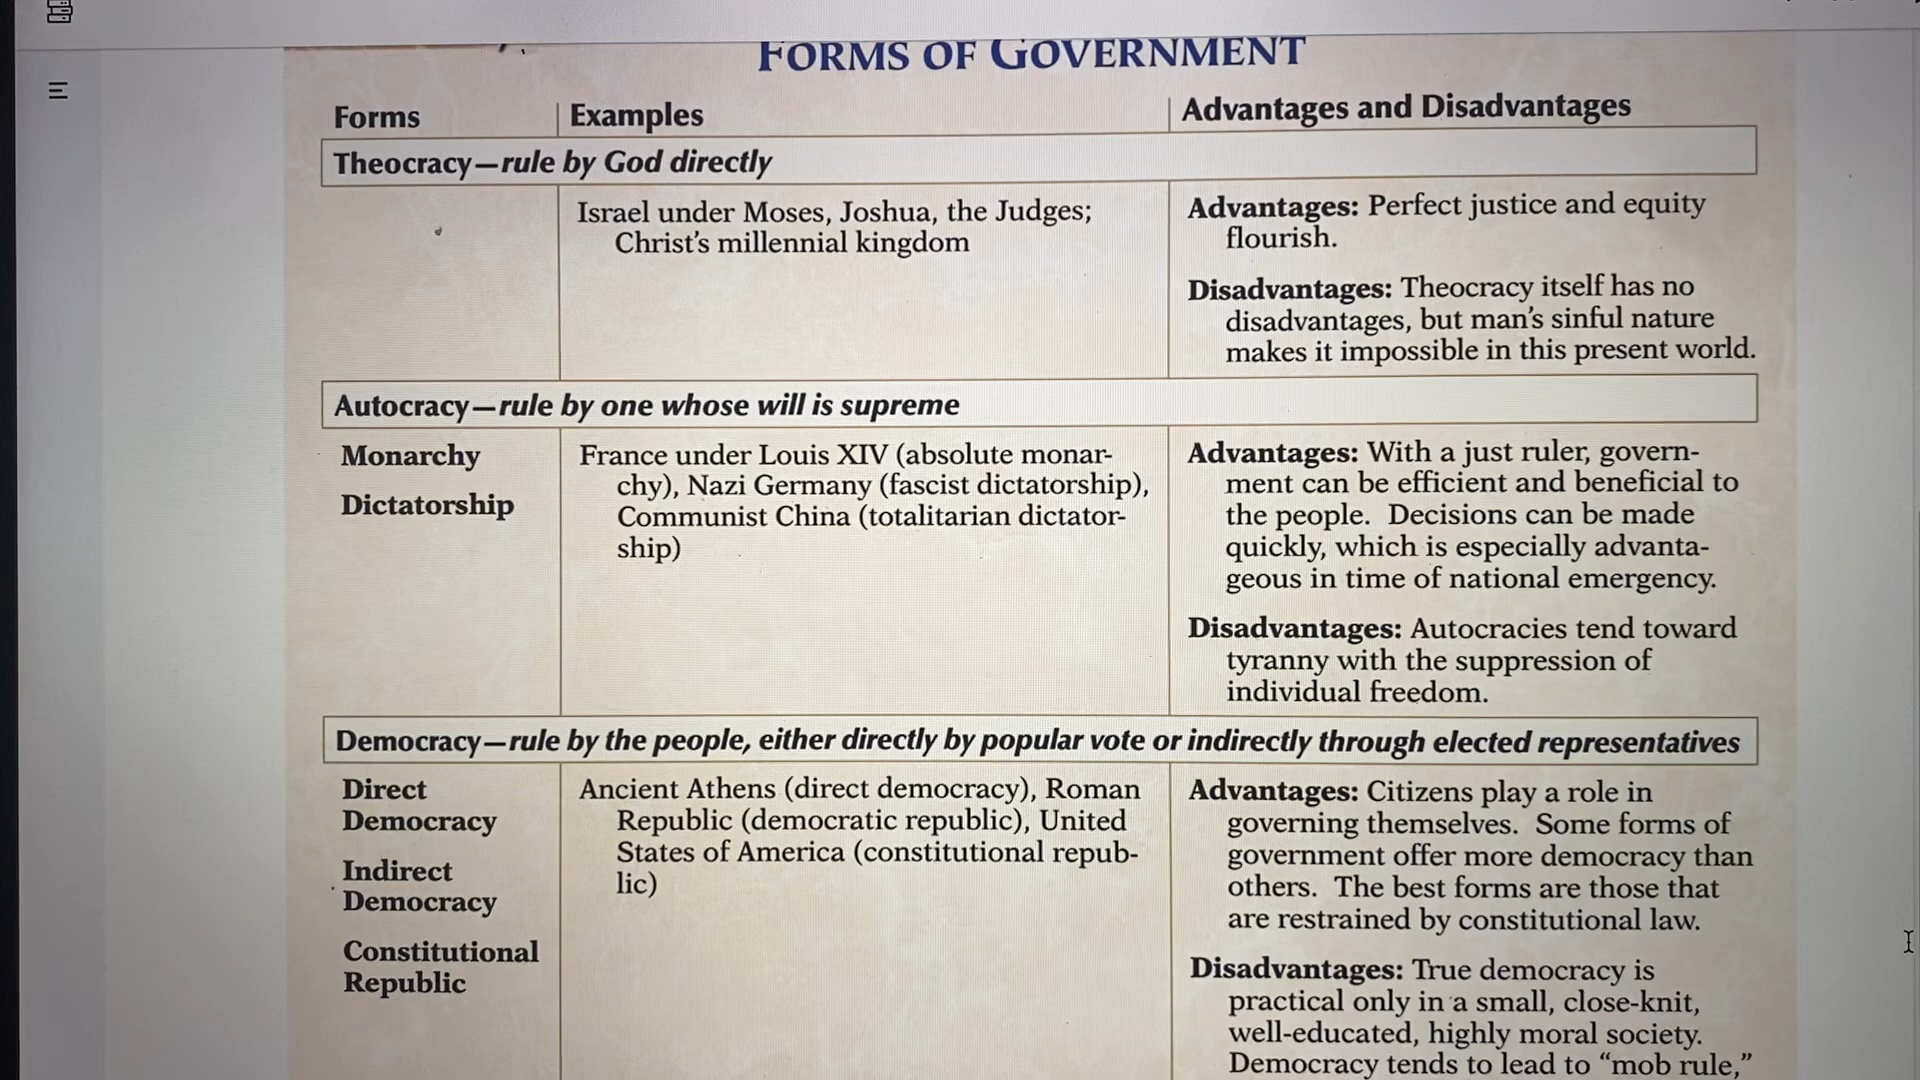 FORMS OF GOVERNMENT
Forms
Examples
Advantages and Disadvantages
Theocracy—rule by God directly
Israel under Moses, Joshua, the Judges;
Christ's millennial kingdom
Advantages: Perfect justice and equity
flourish.
Disadvantages: Theocracy itself has no
disadvantages, but man's sinful nature
makes it impossible in this present world.
Autocracy—rule by one whose will is supreme
Monarchy
Dictatorship
France under Louis XIV (absolute monar-
chy), Nazi Germany (fascist dictatorship),
Communist China (totalitarian dictator-
ship)
Advantages: With a just ruler, govern-
ment can be efficient and beneficial to
the people. Decisions can be made
quickly, which is especially advanta-
geous in time of national emergency.
Disadvantages: Autocracies tend toward
tyranny with the suppression of
individual freedom.
Democracy—rule by the people, either directly by popular vote or indirectly through elected representatives
Direct
Democracy
Indirect
Democracy
Constitutional
Republic
Ancient Athens (direct democracy), Roman
Republic (democratic republic), United
States of America (constitutional repub-
lic)
Advantages: Citizens play a role in
governing themselves. Some forms of
government offer more democracy than
others. The best forms are those that
are restrained by constitutional law.
Disadvantages: True democracy is
practical only in a small, close-knit,
well-educated, highly moral society.
Democracy tends to lead to “mob rule,”